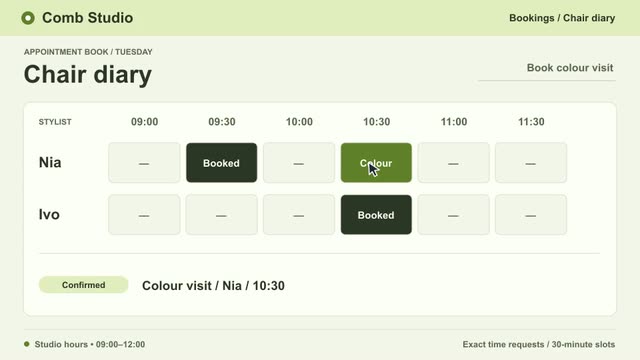 Comb Studio
Bookings / Chair diary
APPOINTMENT BOOK / TUESDAY
Chair diary
Book colour visit
STYLIST 09:00 09:30 10:00 10:30 11:00 11:30
Nia — Booked — Colour — —
Ivo — — — Booked — —
Confirmed Colour visit / Nia / 10:30
Studio hours • 09:00–12:00
Exact time requests / 30-minute slots